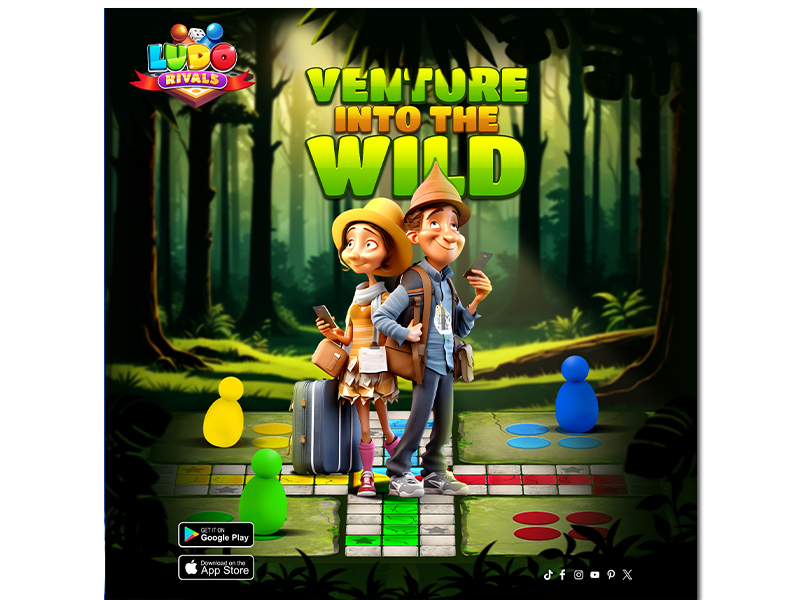 LUDO
RIVALS
VENTURE
INTO THE
WILD
GET IT ON
Google Play
Download on the
App Store